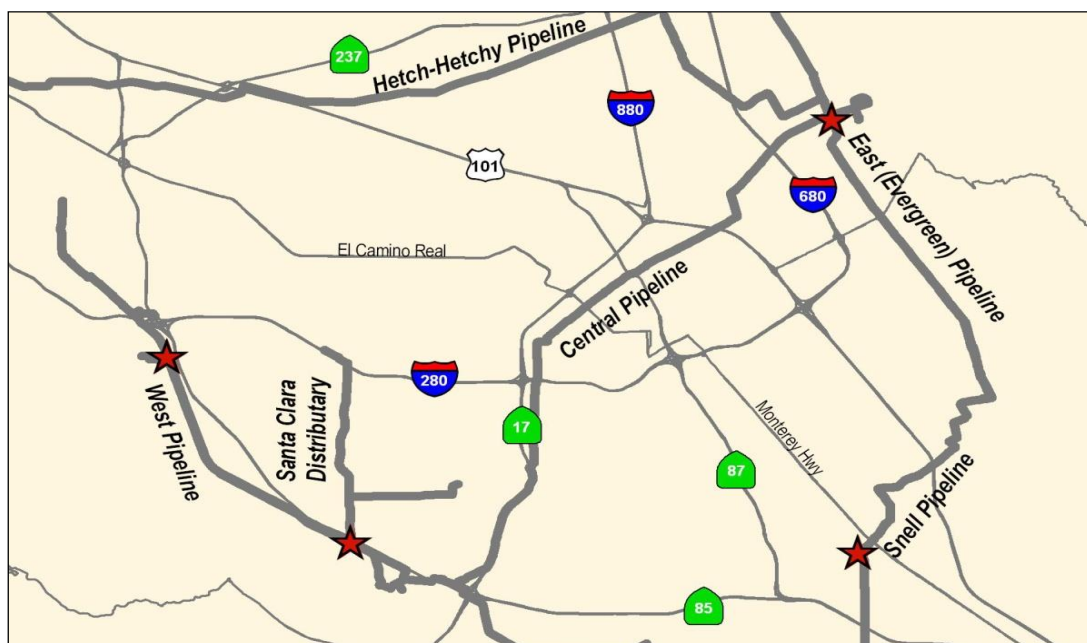 237
Hetch-Hetchy Pipeline
880
101
680
East (Evergreen) Pipeline
El Camino Real
Central Pipeline
280
West Pipeline
Santa Clara
Distributary
17
Monterey Hwy
87
Snell Pipeline
85